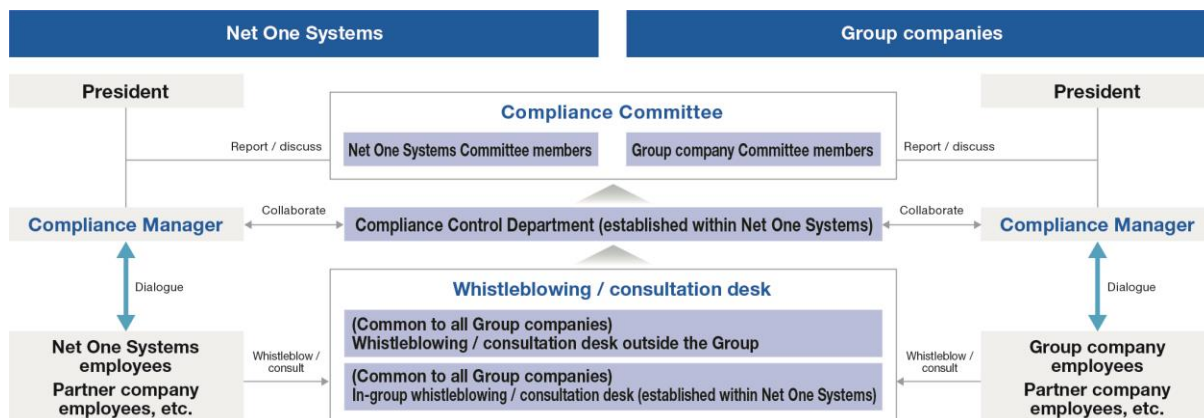 Net One Systems
Group companies
President
Compliance Committee
President
Report / discuss
Net One Systems Committee members
Group company Committee members
Report / discuss
Compliance Manager
Collaborate
Compliance Control Department (established within Net One Systems)
Collaborate
Compliance Manager
Dialogue
Whistleblowing / consultation desk
Dialogue
(Common to all Group companies)
Whistleblowing / consultation desk outside the Group
Net One Systems
employees
Partner company
employees, etc.
Whistleblow /
consult
(Common to all Group companies)
In-group whistleblowing / consultation desk (established within Net One Systems)
Whistleblow /
consult
Group company
employees
Partner company
employees, etc.